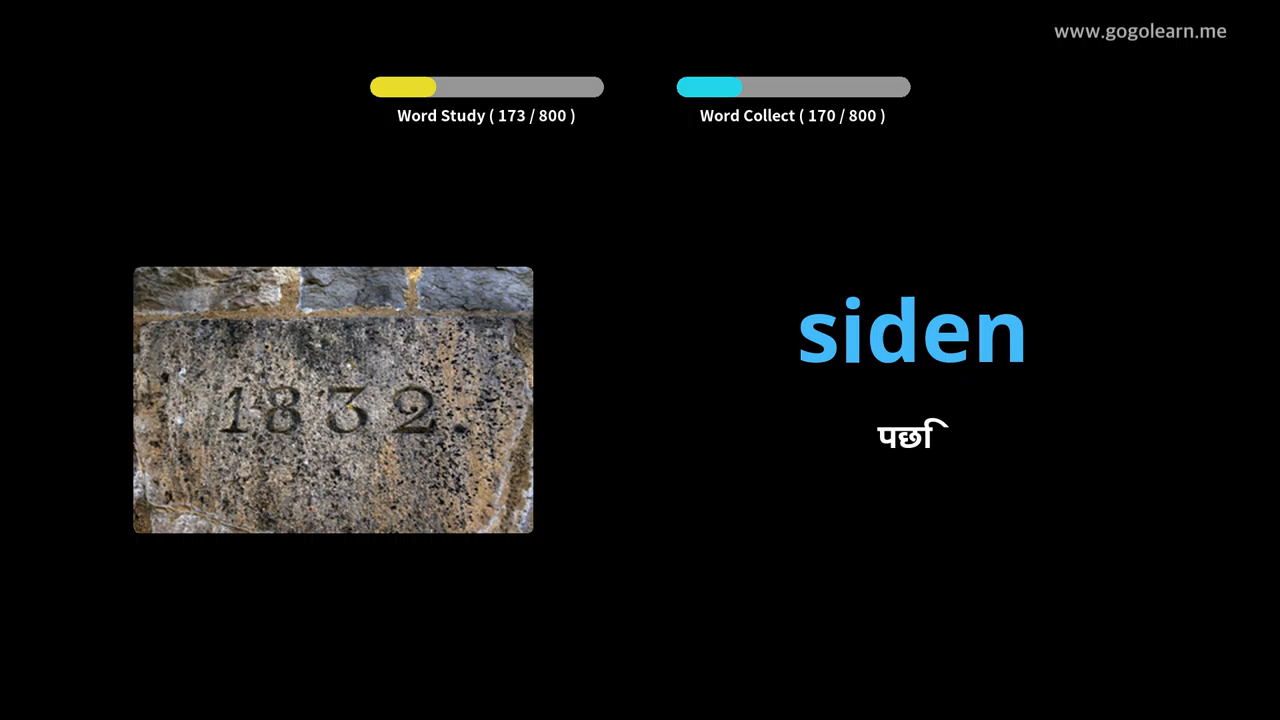 www.gogolearn.me
Word Study ( 173 / 800 )
Word Collect ( 170 / 800 )
1832
siden
पछि